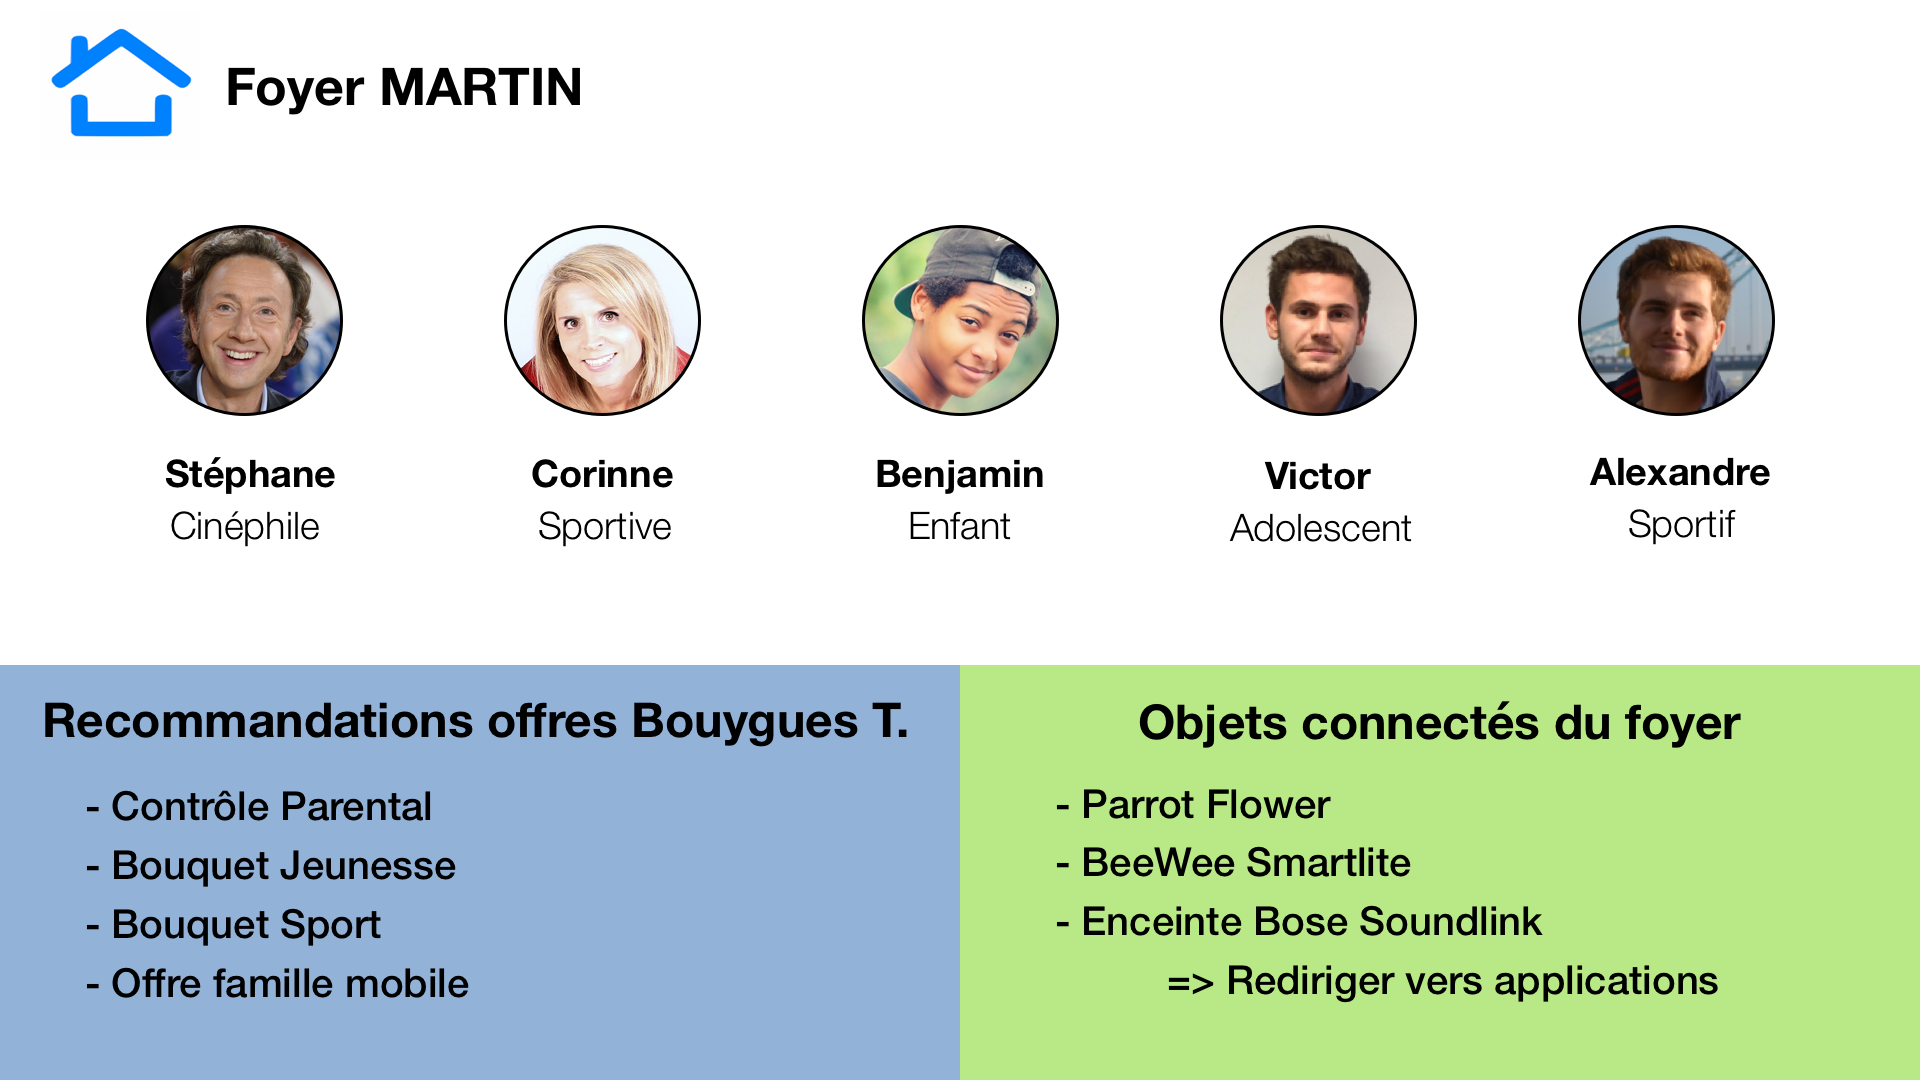 Foyer MARTIN
Stéphane
Cinéphile
Corinne
Sportive
Benjamin
Enfant
Victor
Adolescent
Alexandre
Sportif
Recommandations offres Bouygues T.
- Contrôle Parental
- Bouquet Jeunesse
- Bouquet Sport
- Offre famille mobile
Objets connectés du foyer
- Parrot Flower
- BeeWee Smartlite
- Enceinte Bose Soundlink
=> Rediriger vers applications